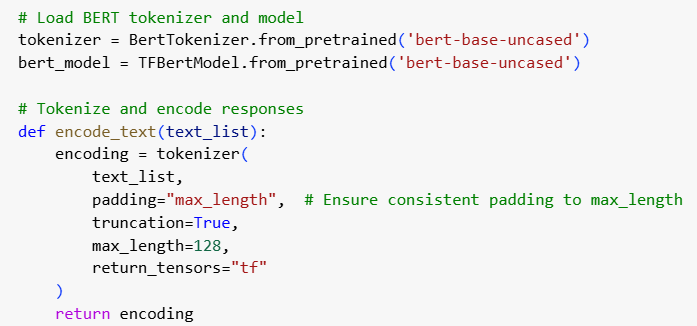 # Load BERT tokenizer and model
tokenizer = BertTokenizer.from_pretrained('bert-base-uncased')
bert_model = TFBertModel.from_pretrained('bert-base-uncased')

# Tokenize and encode responses
def encode_text(text_list):
    encoding = tokenizer(
        text_list,
        padding="max_length",  # Ensure consistent padding to max_length
        truncation=True,
        max_length=128,
        return_tensors="tf"
    )
    return encoding